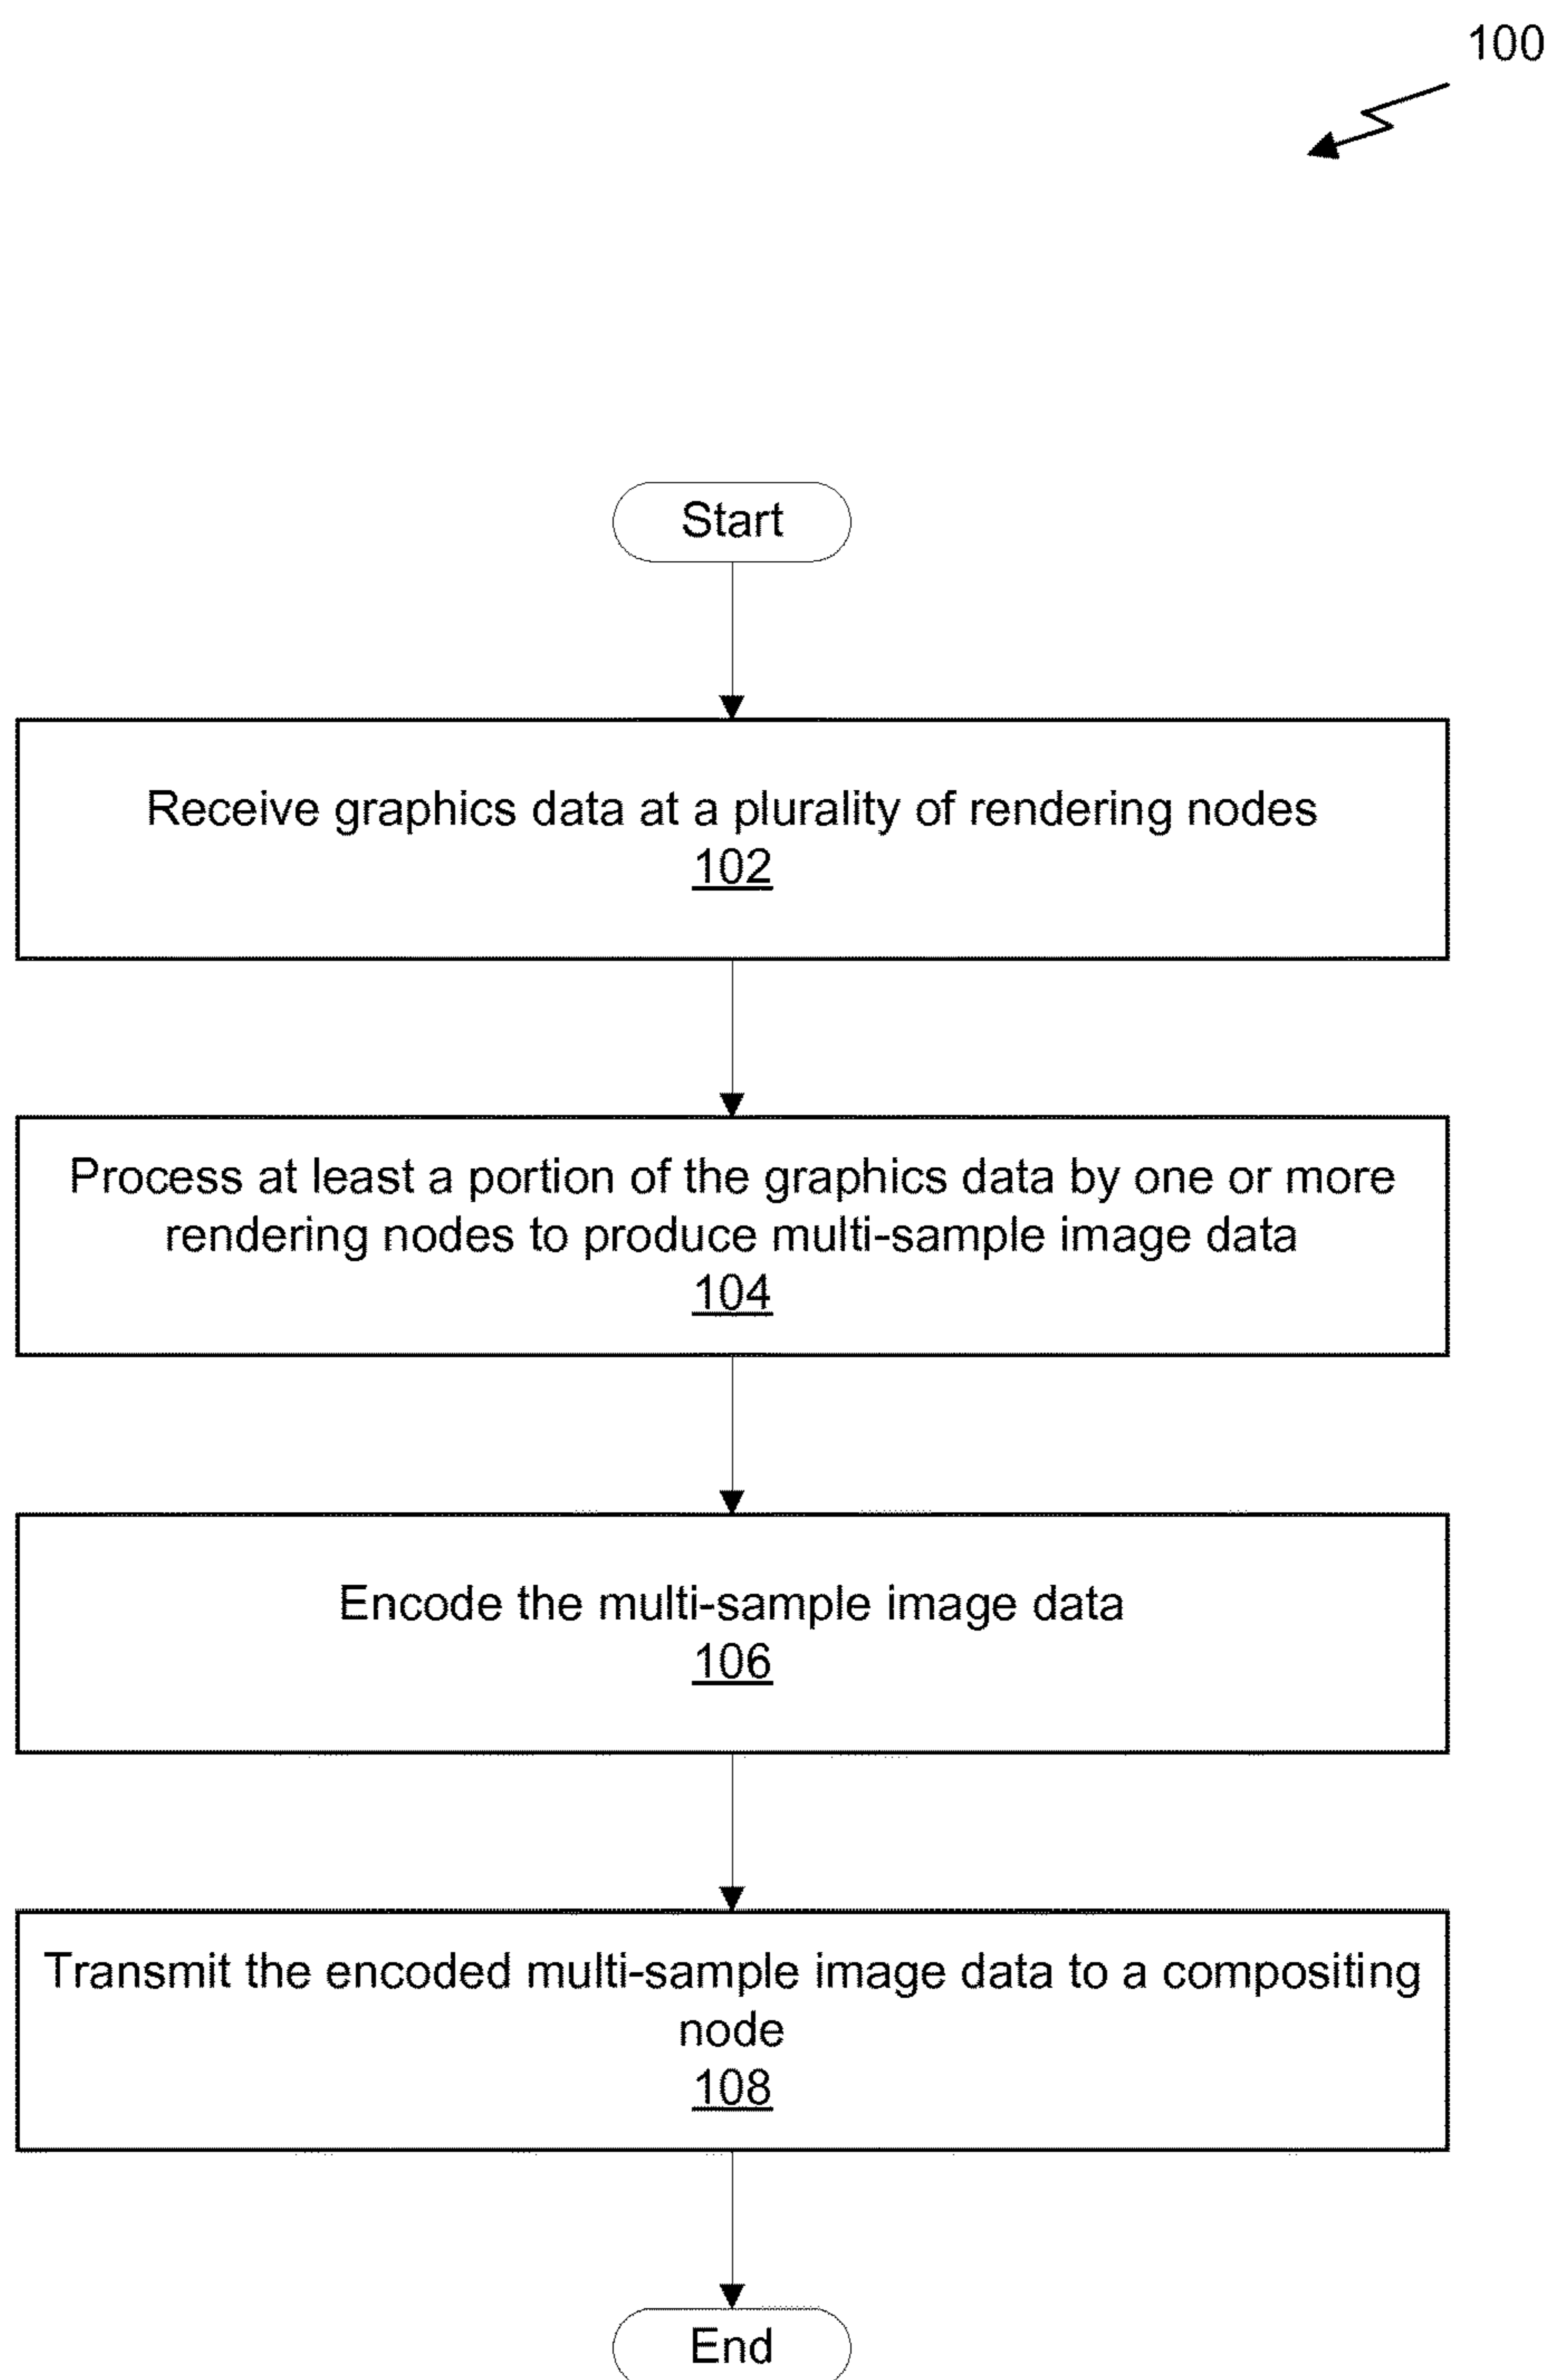 100
Start
Receive graphics data at a plurality of rendering nodes
102
Process at least a portion of the graphics data by one or more
rendering nodes to produce multi-sample image data
104
Encode the multi-sample image data
106
Transmit the encoded multi-sample image data to a compositing
node
108
End